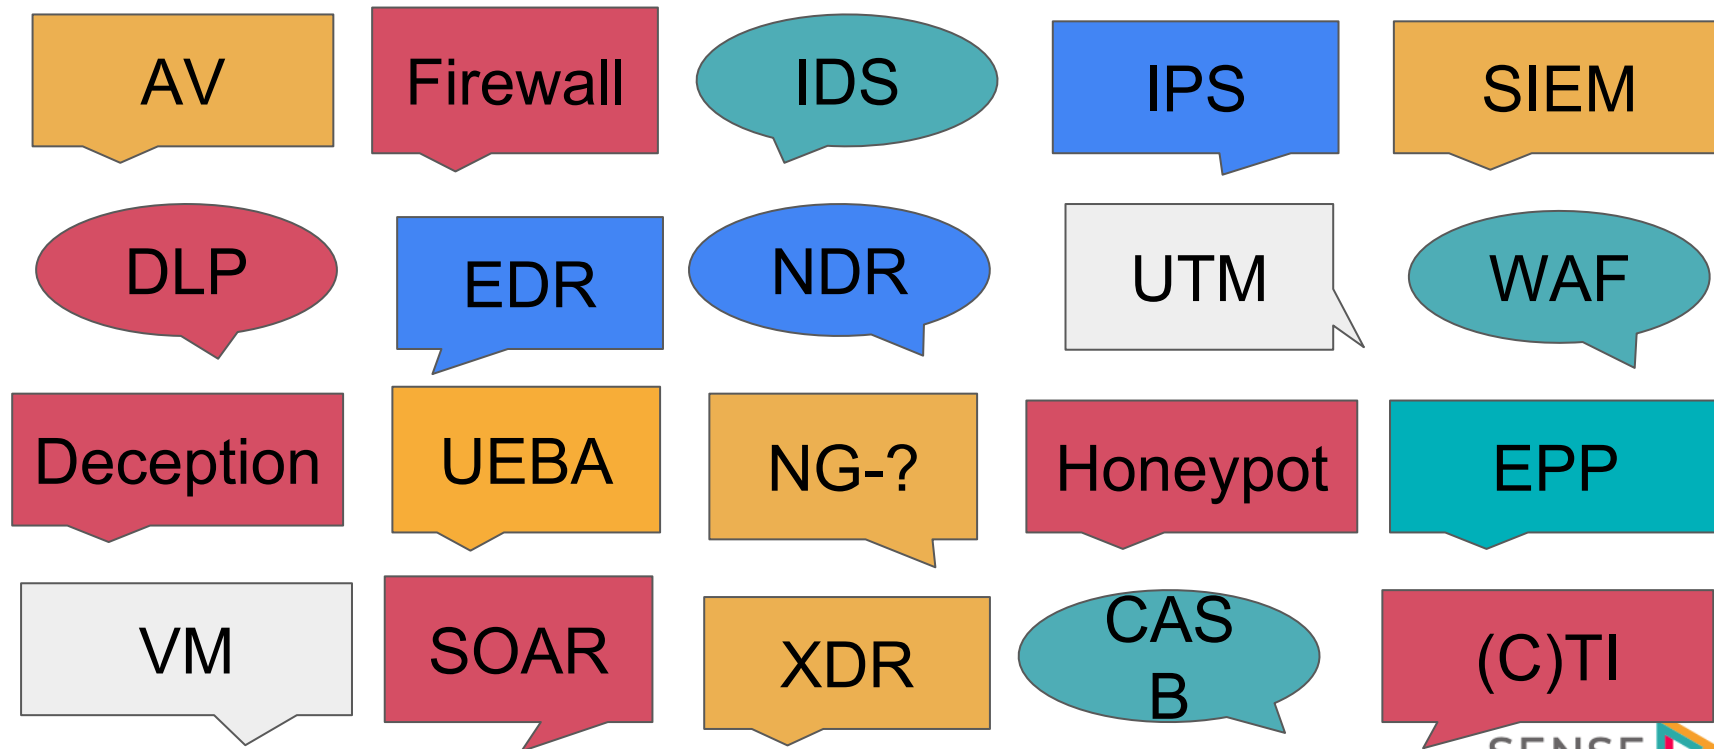 AV
Firewall
IDS
IPS
SIEM
DLP
EDR
NDR
UTM
WAF
Deception
UEBA
NG-?
Honeypot
EPP
VM
SOAR
XDR
CAS
B
(C)TI
SENSE